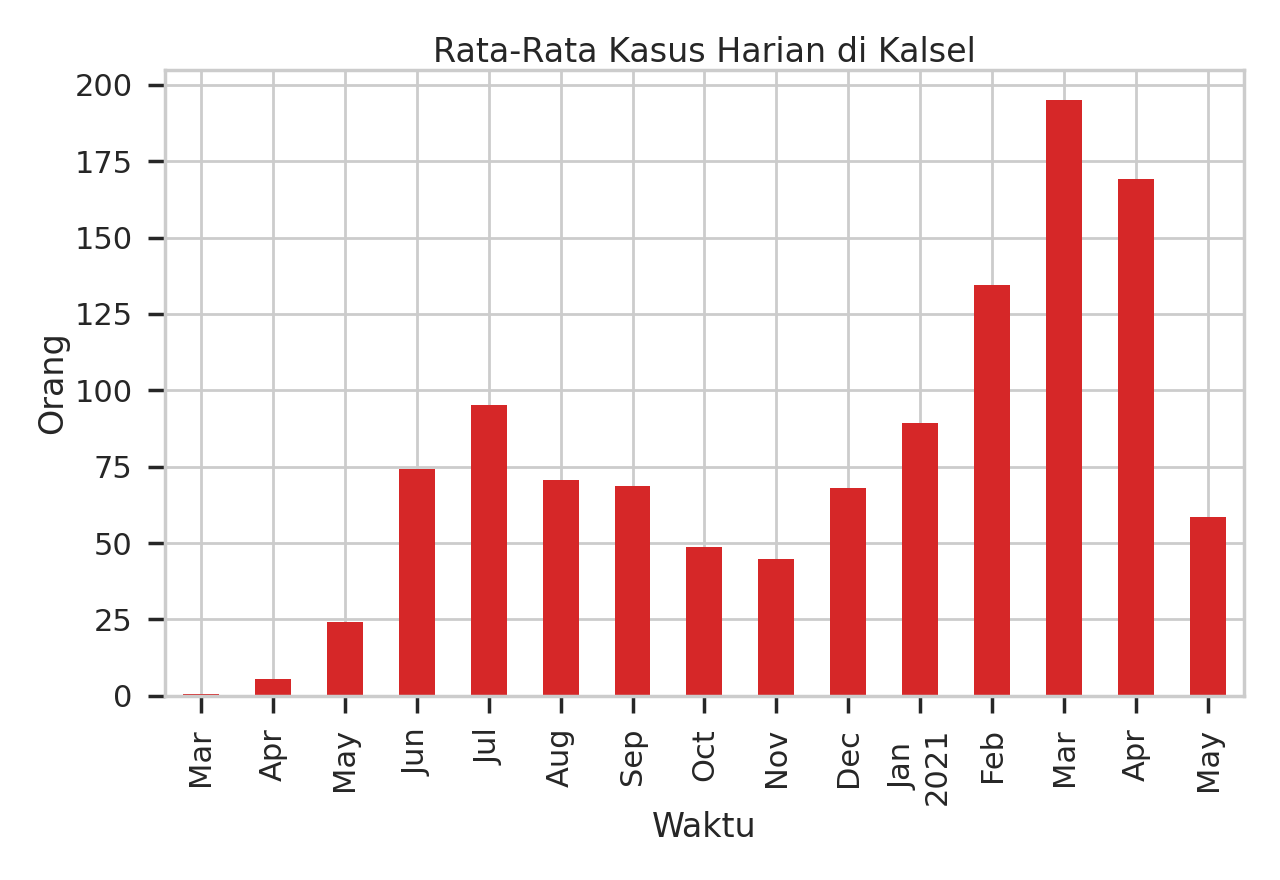 Rata-Rata Kasus Harian di Kalsel
200
175
150
125
100
75
50
25
0
Orang
Mar
Apr
May
Jun
Jul
Aug
Sep
Oct
Nov
Dec
Jan
2021
Feb
Mar
Apr
May
Waktu